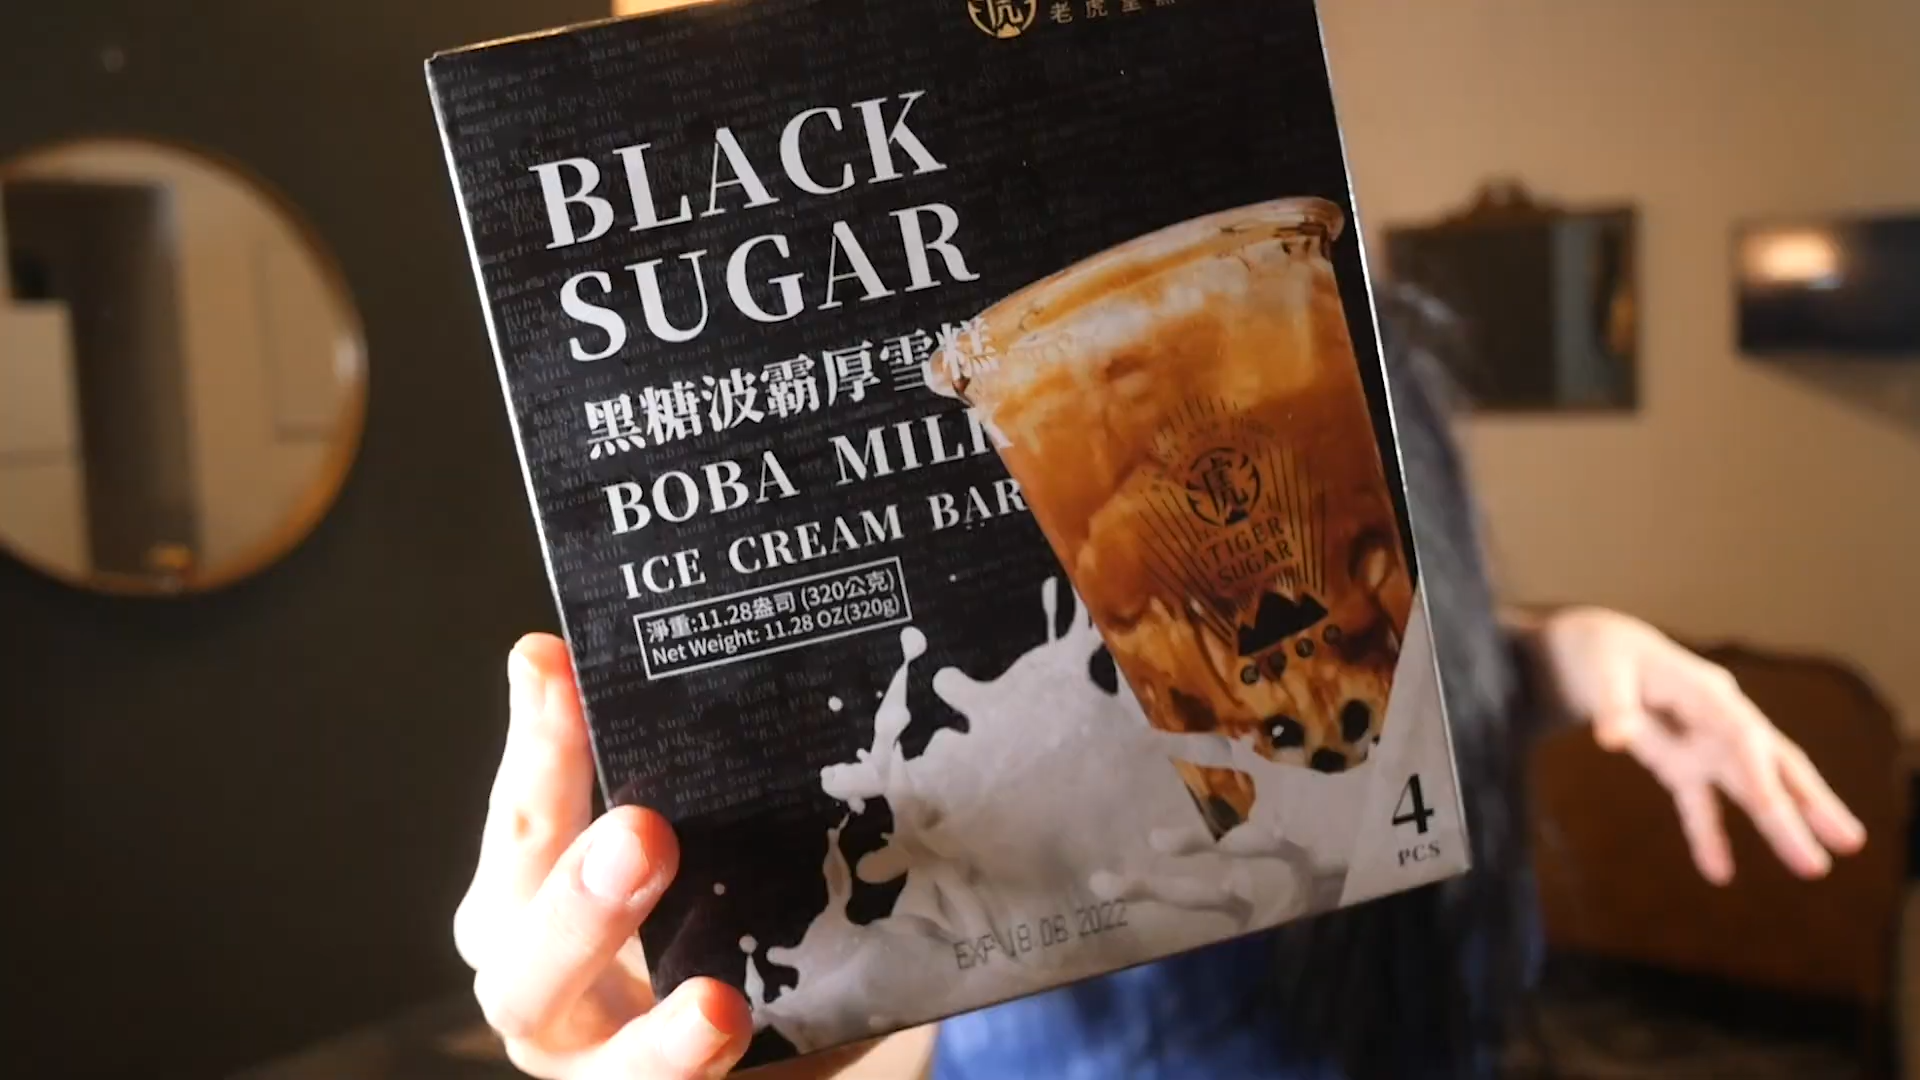 老虎堂
BLACK
SUGAR
黑糖波霸厚雪糕
BOBA MILK
ICE CREAM BAR
淨重:11.28盎司 (320公克)
Net Weight: 11.28 OZ(320g)
虎
TIGER
SUGAR
4
PCS
EXP 18 08 2022